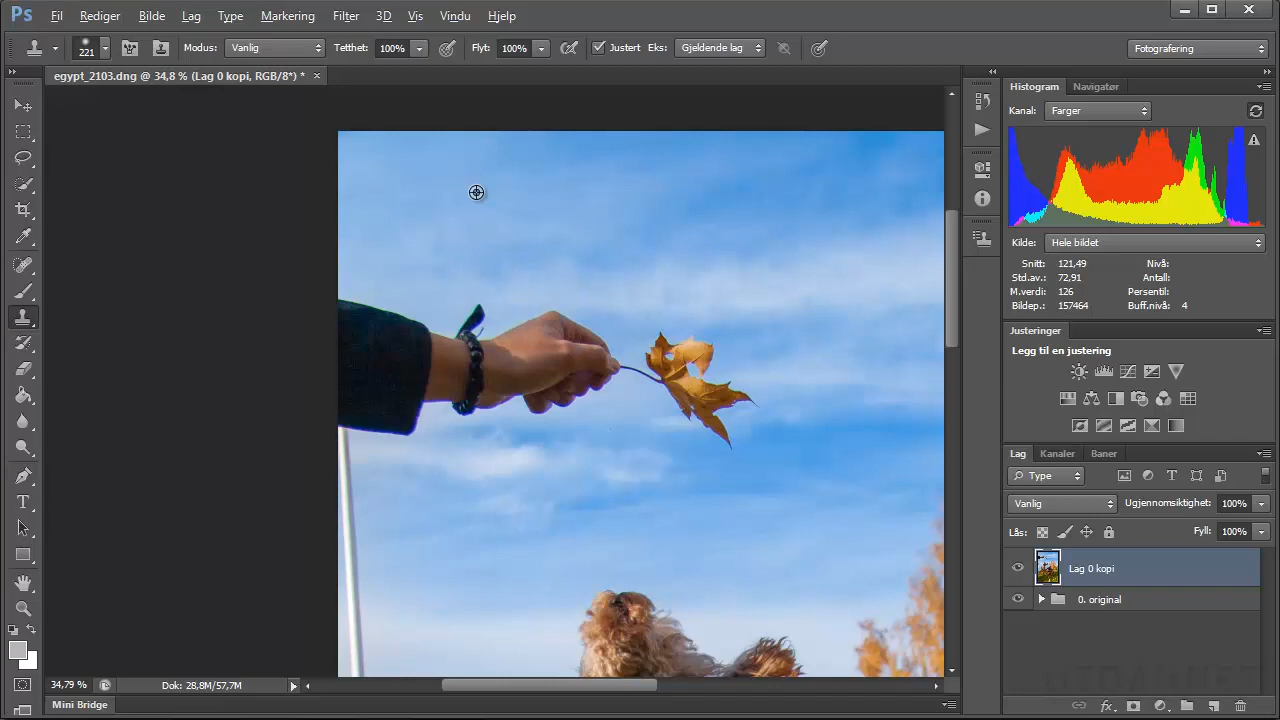 Ps Fil Rediger Bilde Lag Type Markering Filter 3D Vis Vindu Hjelp
221 Modus: Vanlig Tetthet: 100% Flyt: 100% Justert Eks: Gjeldende lag Fotografering
egypt_2103.dng @ 34,8 % (Lag 0 kopi, RGB/8*) * ×
Histogram Navigatør
Kanal: Farger
Kilde: Hele bildet
Snitt: 121,49 Nivå:
Std.av.: 72,91 Antall:
M.verdi: 126 Persentil:
Bildep.: 157464 Buff.nivå: 4
Justeringer
Legg til en justering
Lag Kanaler Baner
Type
Vanlig Ugjennomsiktighet: 100%
Lås: Fyll: 100%
Lag 0 kopi
0. original
34,79 % Dok: 28,8M/57,7M
Mini Bridge